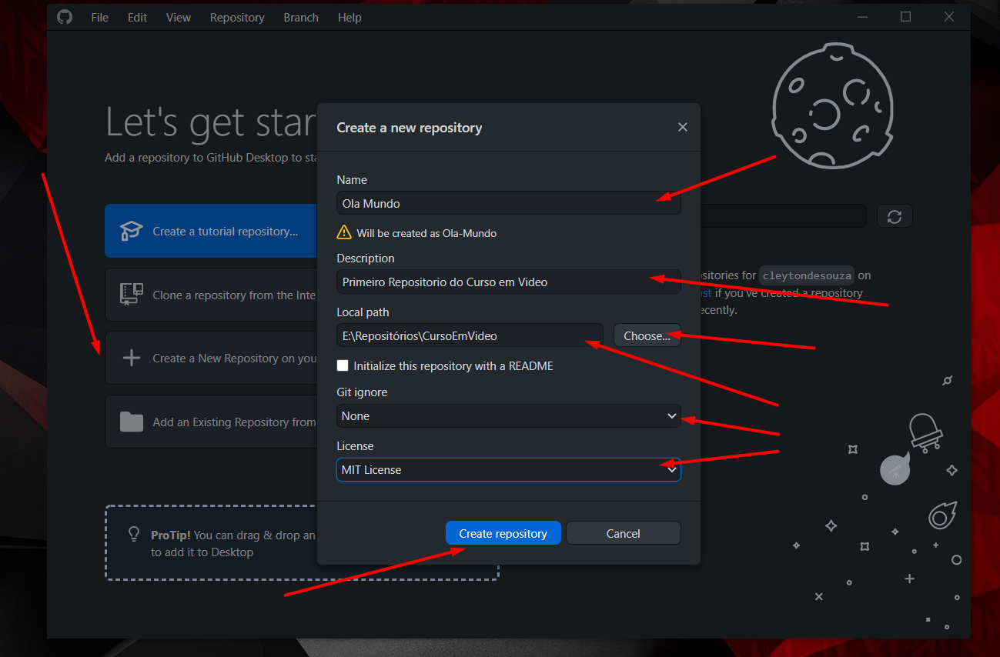 File Edit View Repository Branch Help
Let's get star
Add a repository to GitHub Desktop to sta
Create a tutorial repository...
Clone a repository from the Inte
Create a New Repository on you
Add an Existing Repository from
ProTip! You can drag & drop an
to add it to Desktop
Create a new repository
Name
Ola Mundo
Will be created as Ola-Mundo
Description
Primeiro Repositorio do Curso em Video
Local path
E:\Repositórios\CursoEmVideo
Choose...
Initialize this repository with a README
Git ignore
None
License
MIT License
Create repository
Cancel
sitories for cleytondesouza on
ist if you've created a repository
ecently.